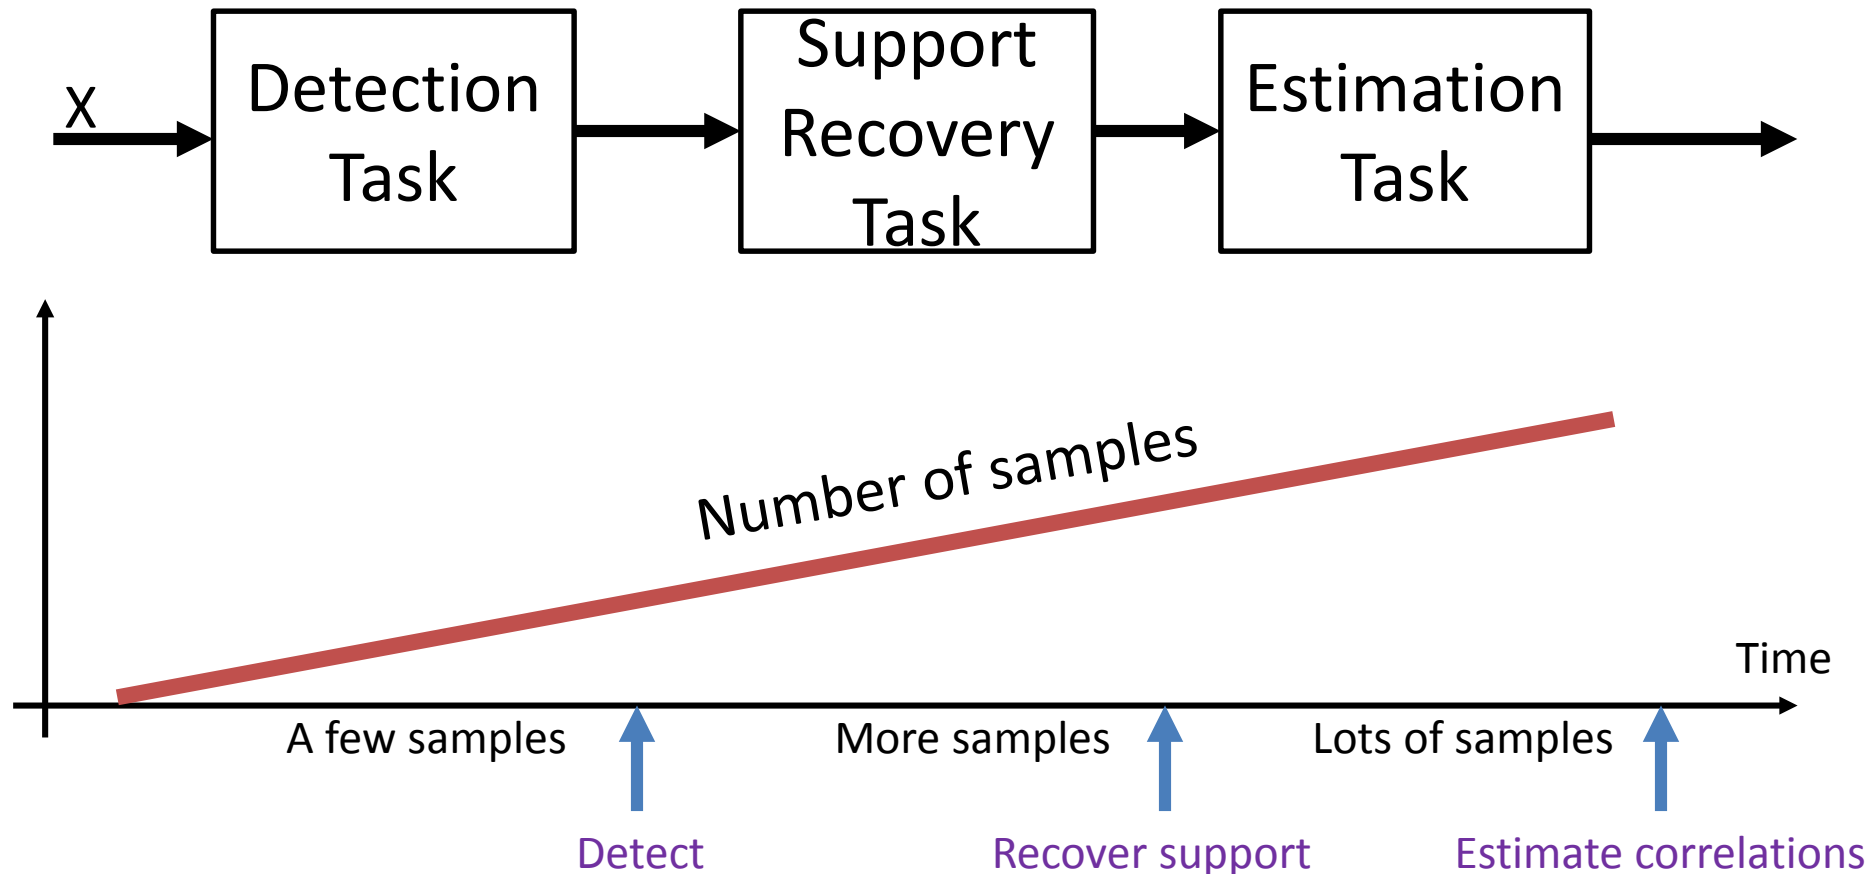 X
Detection
Task
Support
Recovery
Task
Estimation
Task
Number of samples
Time
A few samples
More samples
Lots of samples
Detect
Recover support
Estimate correlations